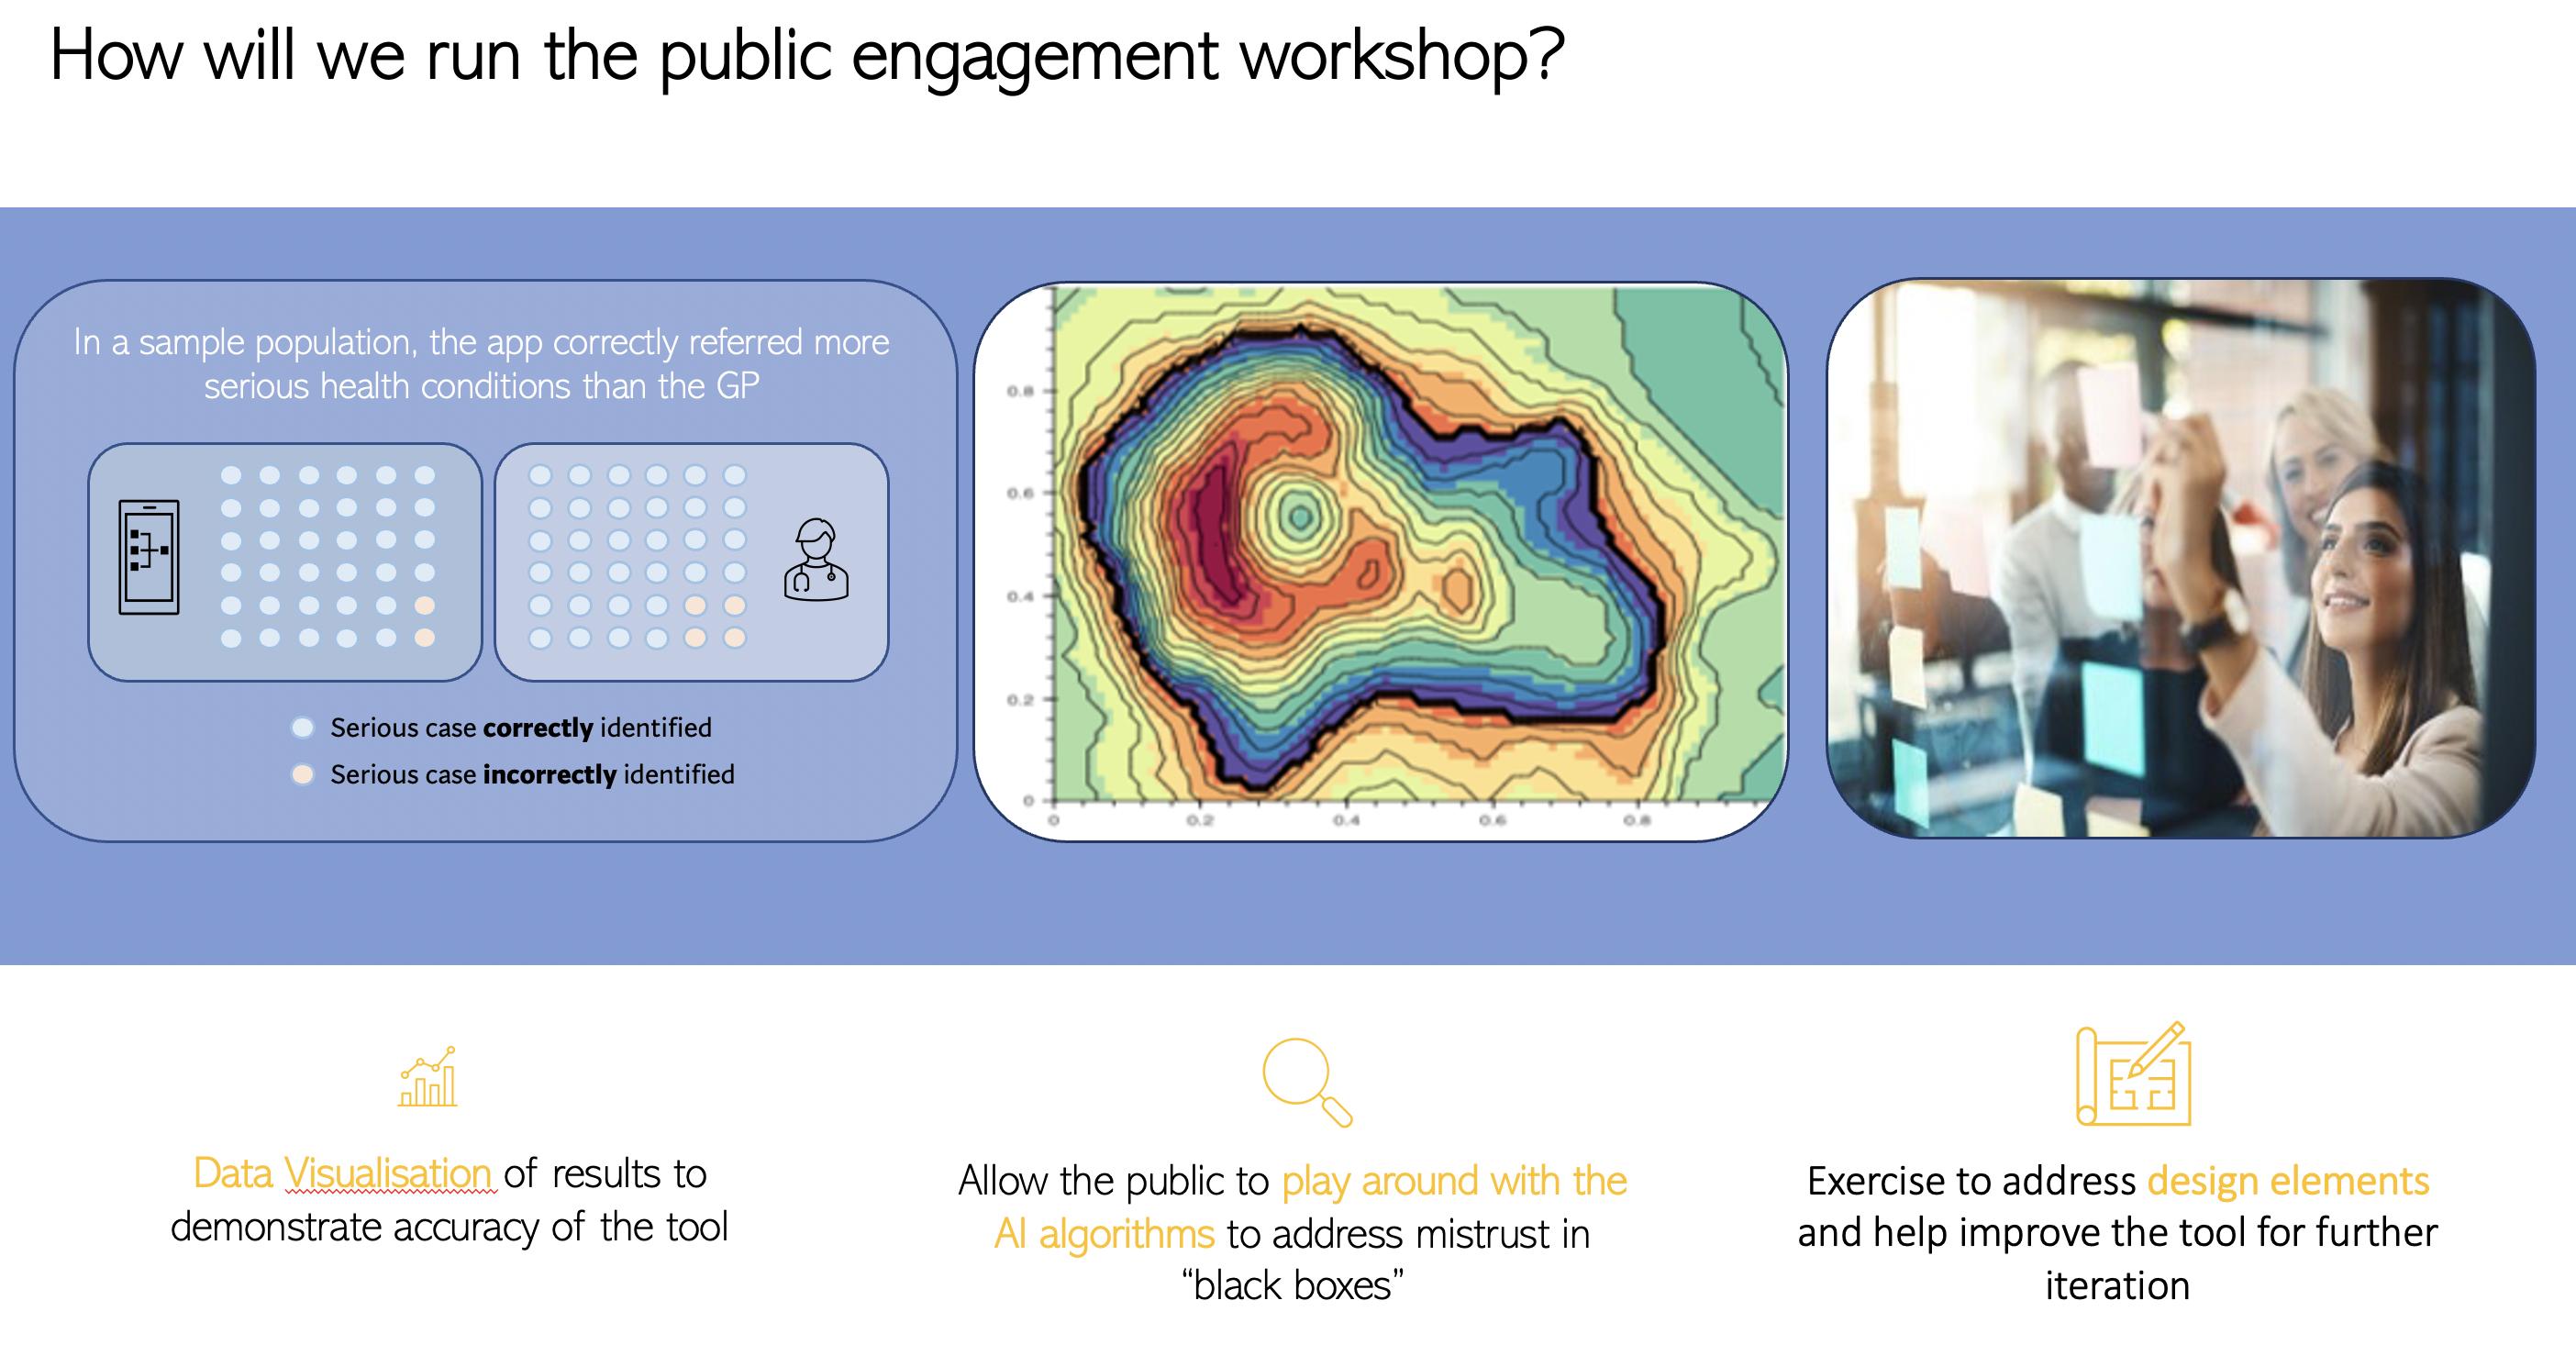 How will we run the public engagement workshop?
In a sample population, the app correctly referred more
serious health conditions than the GP
Serious case correctly identified
Serious case incorrectly identified
0.8
0.6
0.4
0.2
0
0
0.2
0.4
0.6
0.8
Data Visualisation of results to
demonstrate accuracy of the tool
Allow the public to play around with the
AI algorithms to address mistrust in
“black boxes”
Exercise to address design elements
and help improve the tool for further
iteration